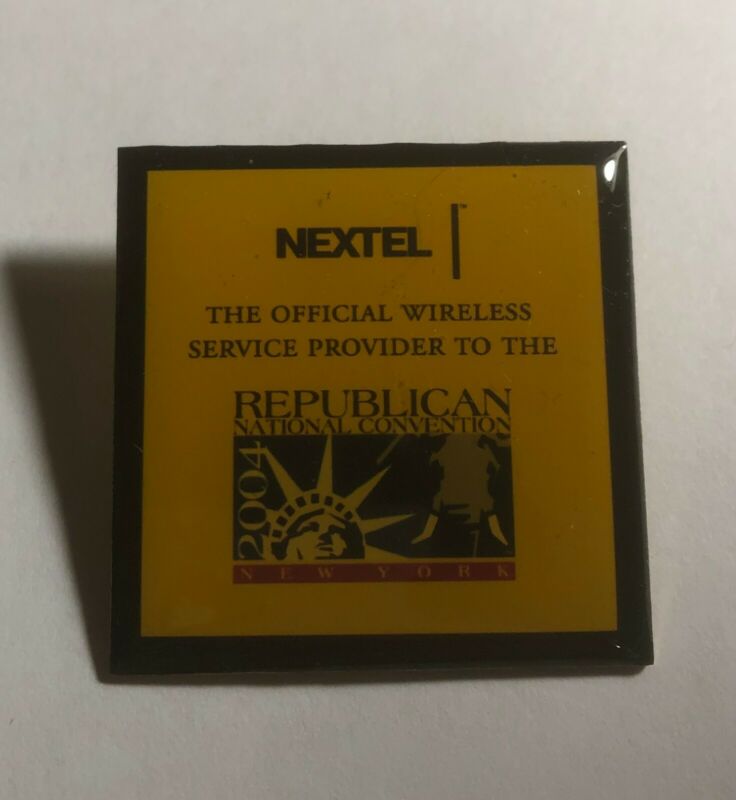 NEXTEL
THE OFFICIAL WIRELESS
SERVICE PROVIDER TO THE
REPUBLICAN
NATIONAL CONVENTION
2004
NEW YORK